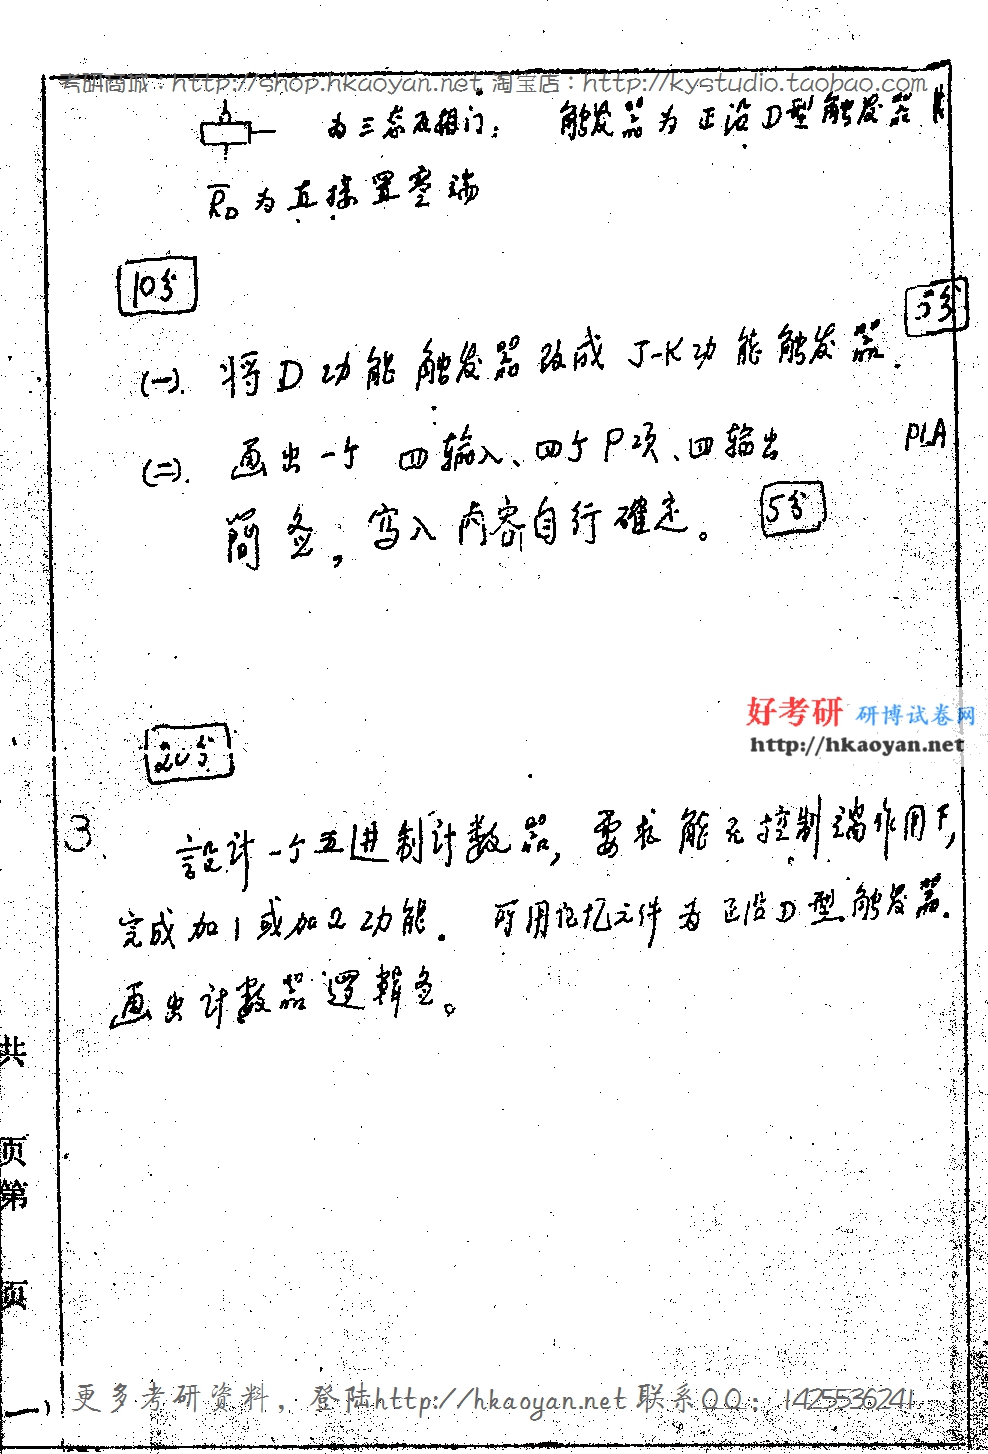 考研商城：http://shop.hkaoyan.net 淘宝店：http://kystudio.taobao.com
为三态反相门； 触发器为正沿D型触发器
R̅D 为直接置零端
10分
5分
(一). 将D功能触发器改成J-K功能触发器.
(二). 画出一个 四输入、四个P项、四输出 PLA
簡图，写入内容自行確定。 5分
好考研 研博试卷网
http://hkaoyan.net
20分
3. 設计一个五进制计数器，要求能在控制端作用下，
完成加1或加2功能. 所用记忆元件为正沿D型触发器.
画出计数器逻輯图。
共
页
第
页
更多考研资料，登陆http://hkaoyan.net 联系QQ：1425536241